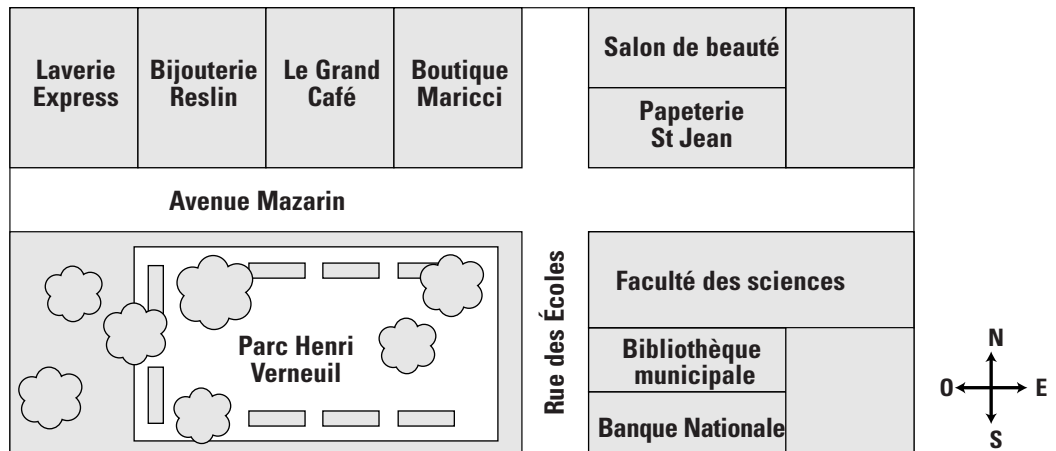 Laverie
Express
Bijouterie
Reslin
Le Grand
Café
Boutique
Maricci
Salon de beauté
Papeterie
St Jean
Avenue Mazarin
Rue des Écoles
Faculté des sciences
Parc Henri
Verneuil
Bibliothèque
municipale
Banque Nationale
N
O
E
S